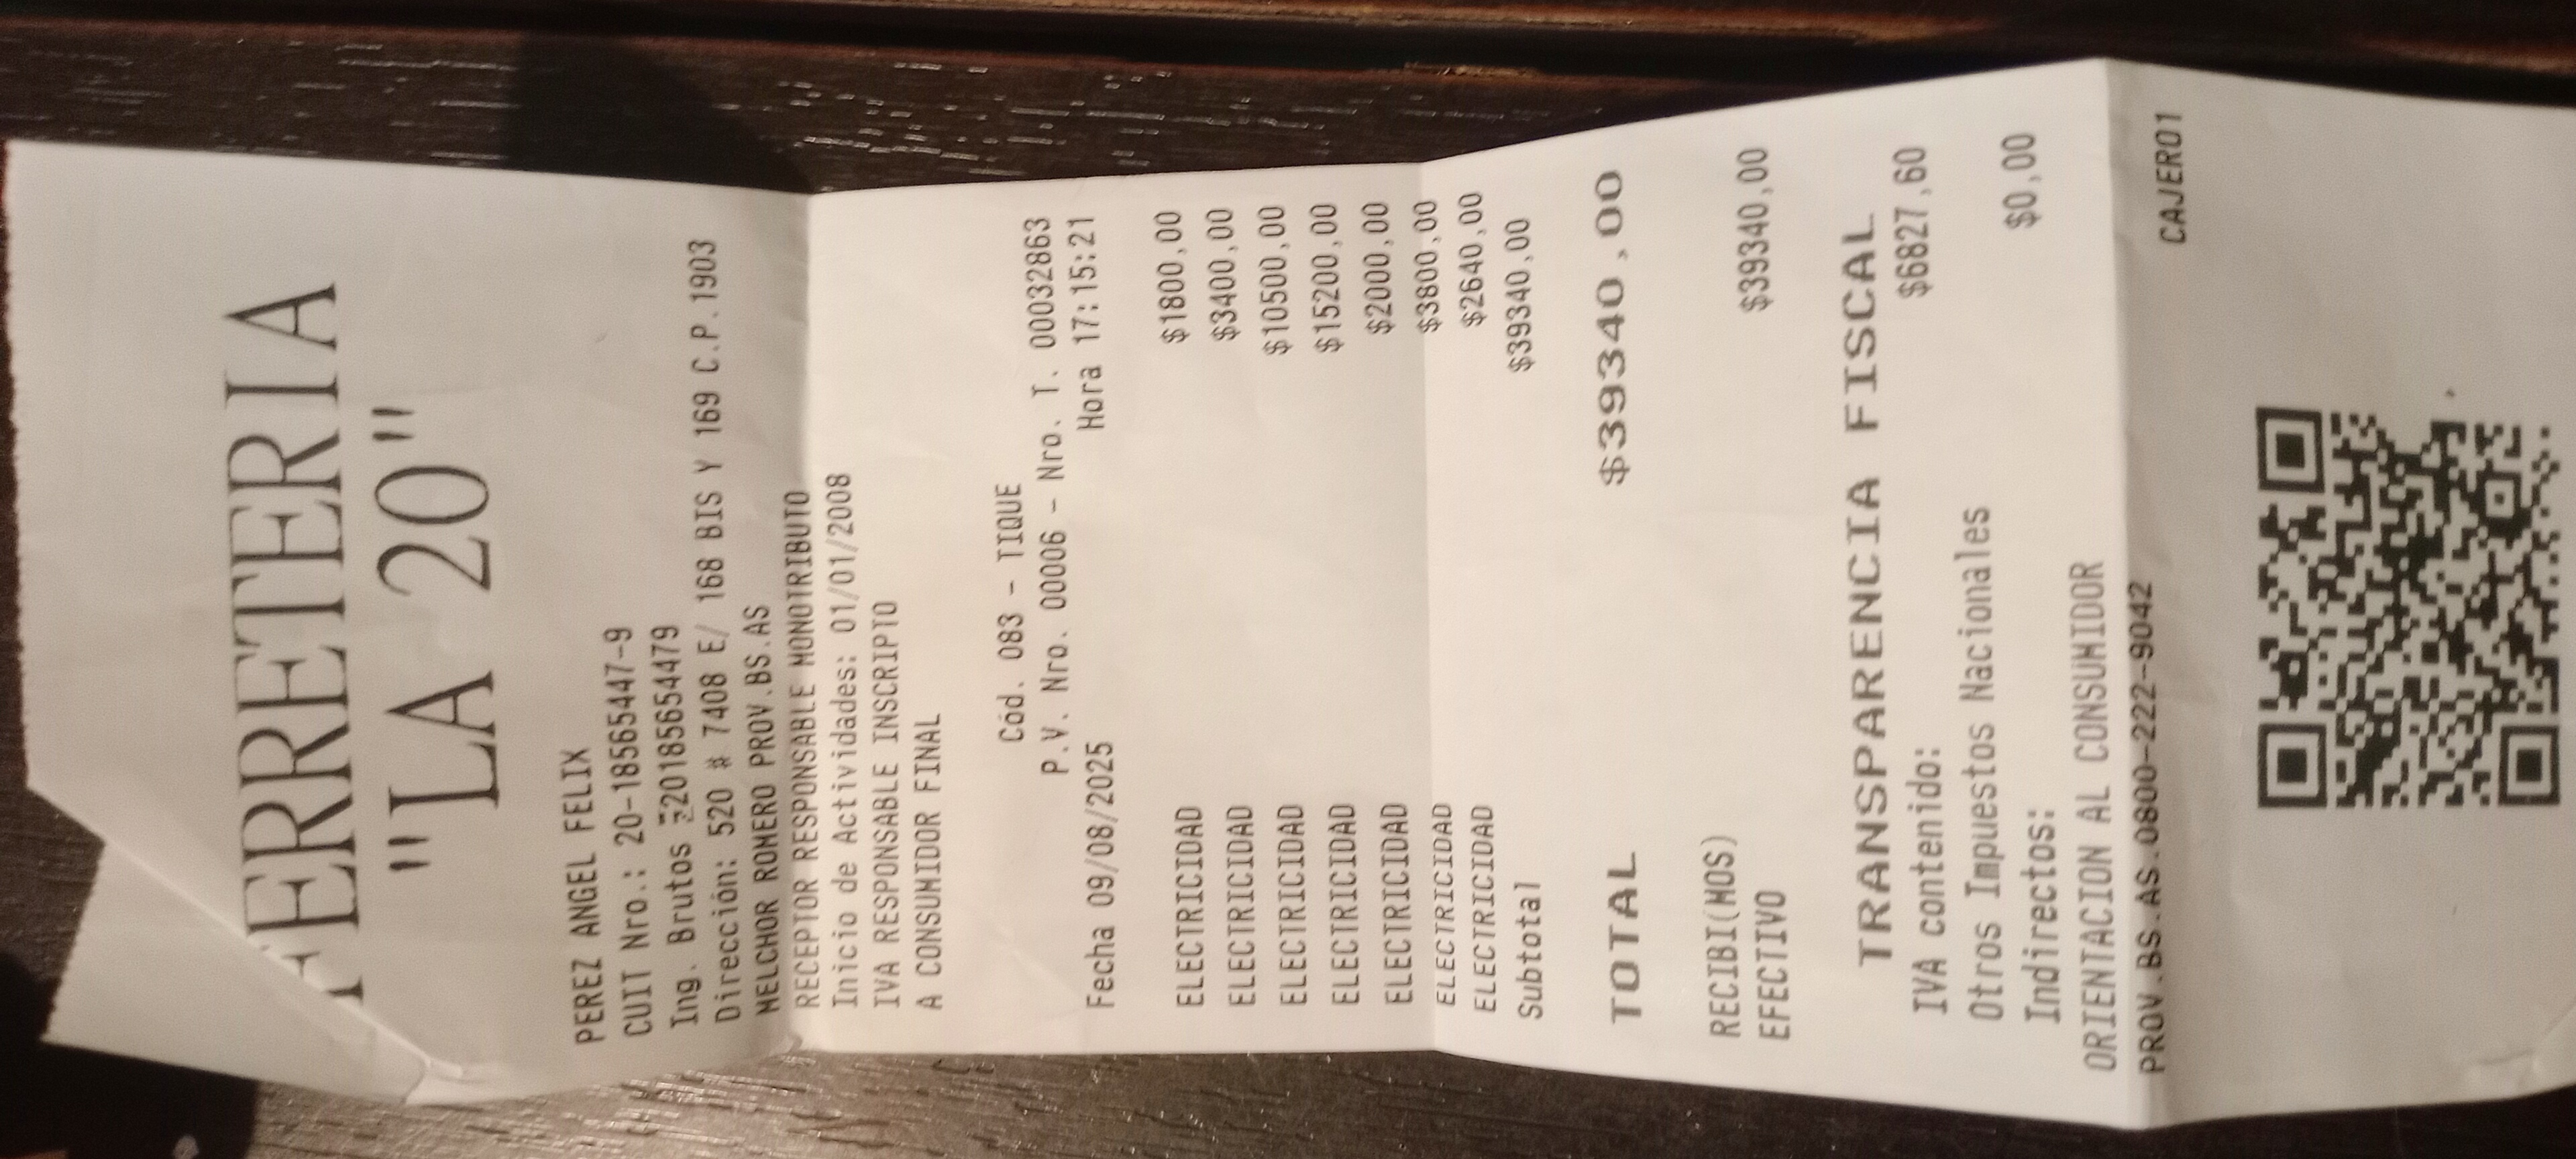 FERRETERIA
"LA 20"
PEREZ ANGEL FELIX
CUIT Nro.: 20-18565447-9
Ing. Brutos 20185654479
Dirección: 520 # 7408 E/ 168 BIS Y 169 C.P.1903
MELCHOR ROMERO PROV.BS.AS
RECEPTOR RESPONSABLE MONOTRIBUTO
Inicio de Actividades: 01/01/2008
IVA RESPONSABLE INSCRIPTO
A CONSUMIDOR FINAL
Cód. 083 - TIQUE
P.V. Nro. 00006 - Nro. T. 00032863
Fecha 09/08/2025 Hora 17:15:21
ELECTRICIDAD $1800,00
ELECTRICIDAD $3400,00
ELECTRICIDAD $10500,00
ELECTRICIDAD $15200,00
ELECTRICIDAD $2000,00
ELECTRICIDAD $3800,00
ELECTRICIDAD $2640,00
Subtotal $39340,00
TOTAL $39340,00
RECIBI(MOS)
EFECTIVO $39340,00
TRANSPARENCIA FISCAL
IVA contenido: $6827,60
Otros Impuestos Nacionales
Indirectos: $0,00
ORIENTACION AL CONSUMIDOR
PROV.BS.AS.0800-222-9042
CAJERO1